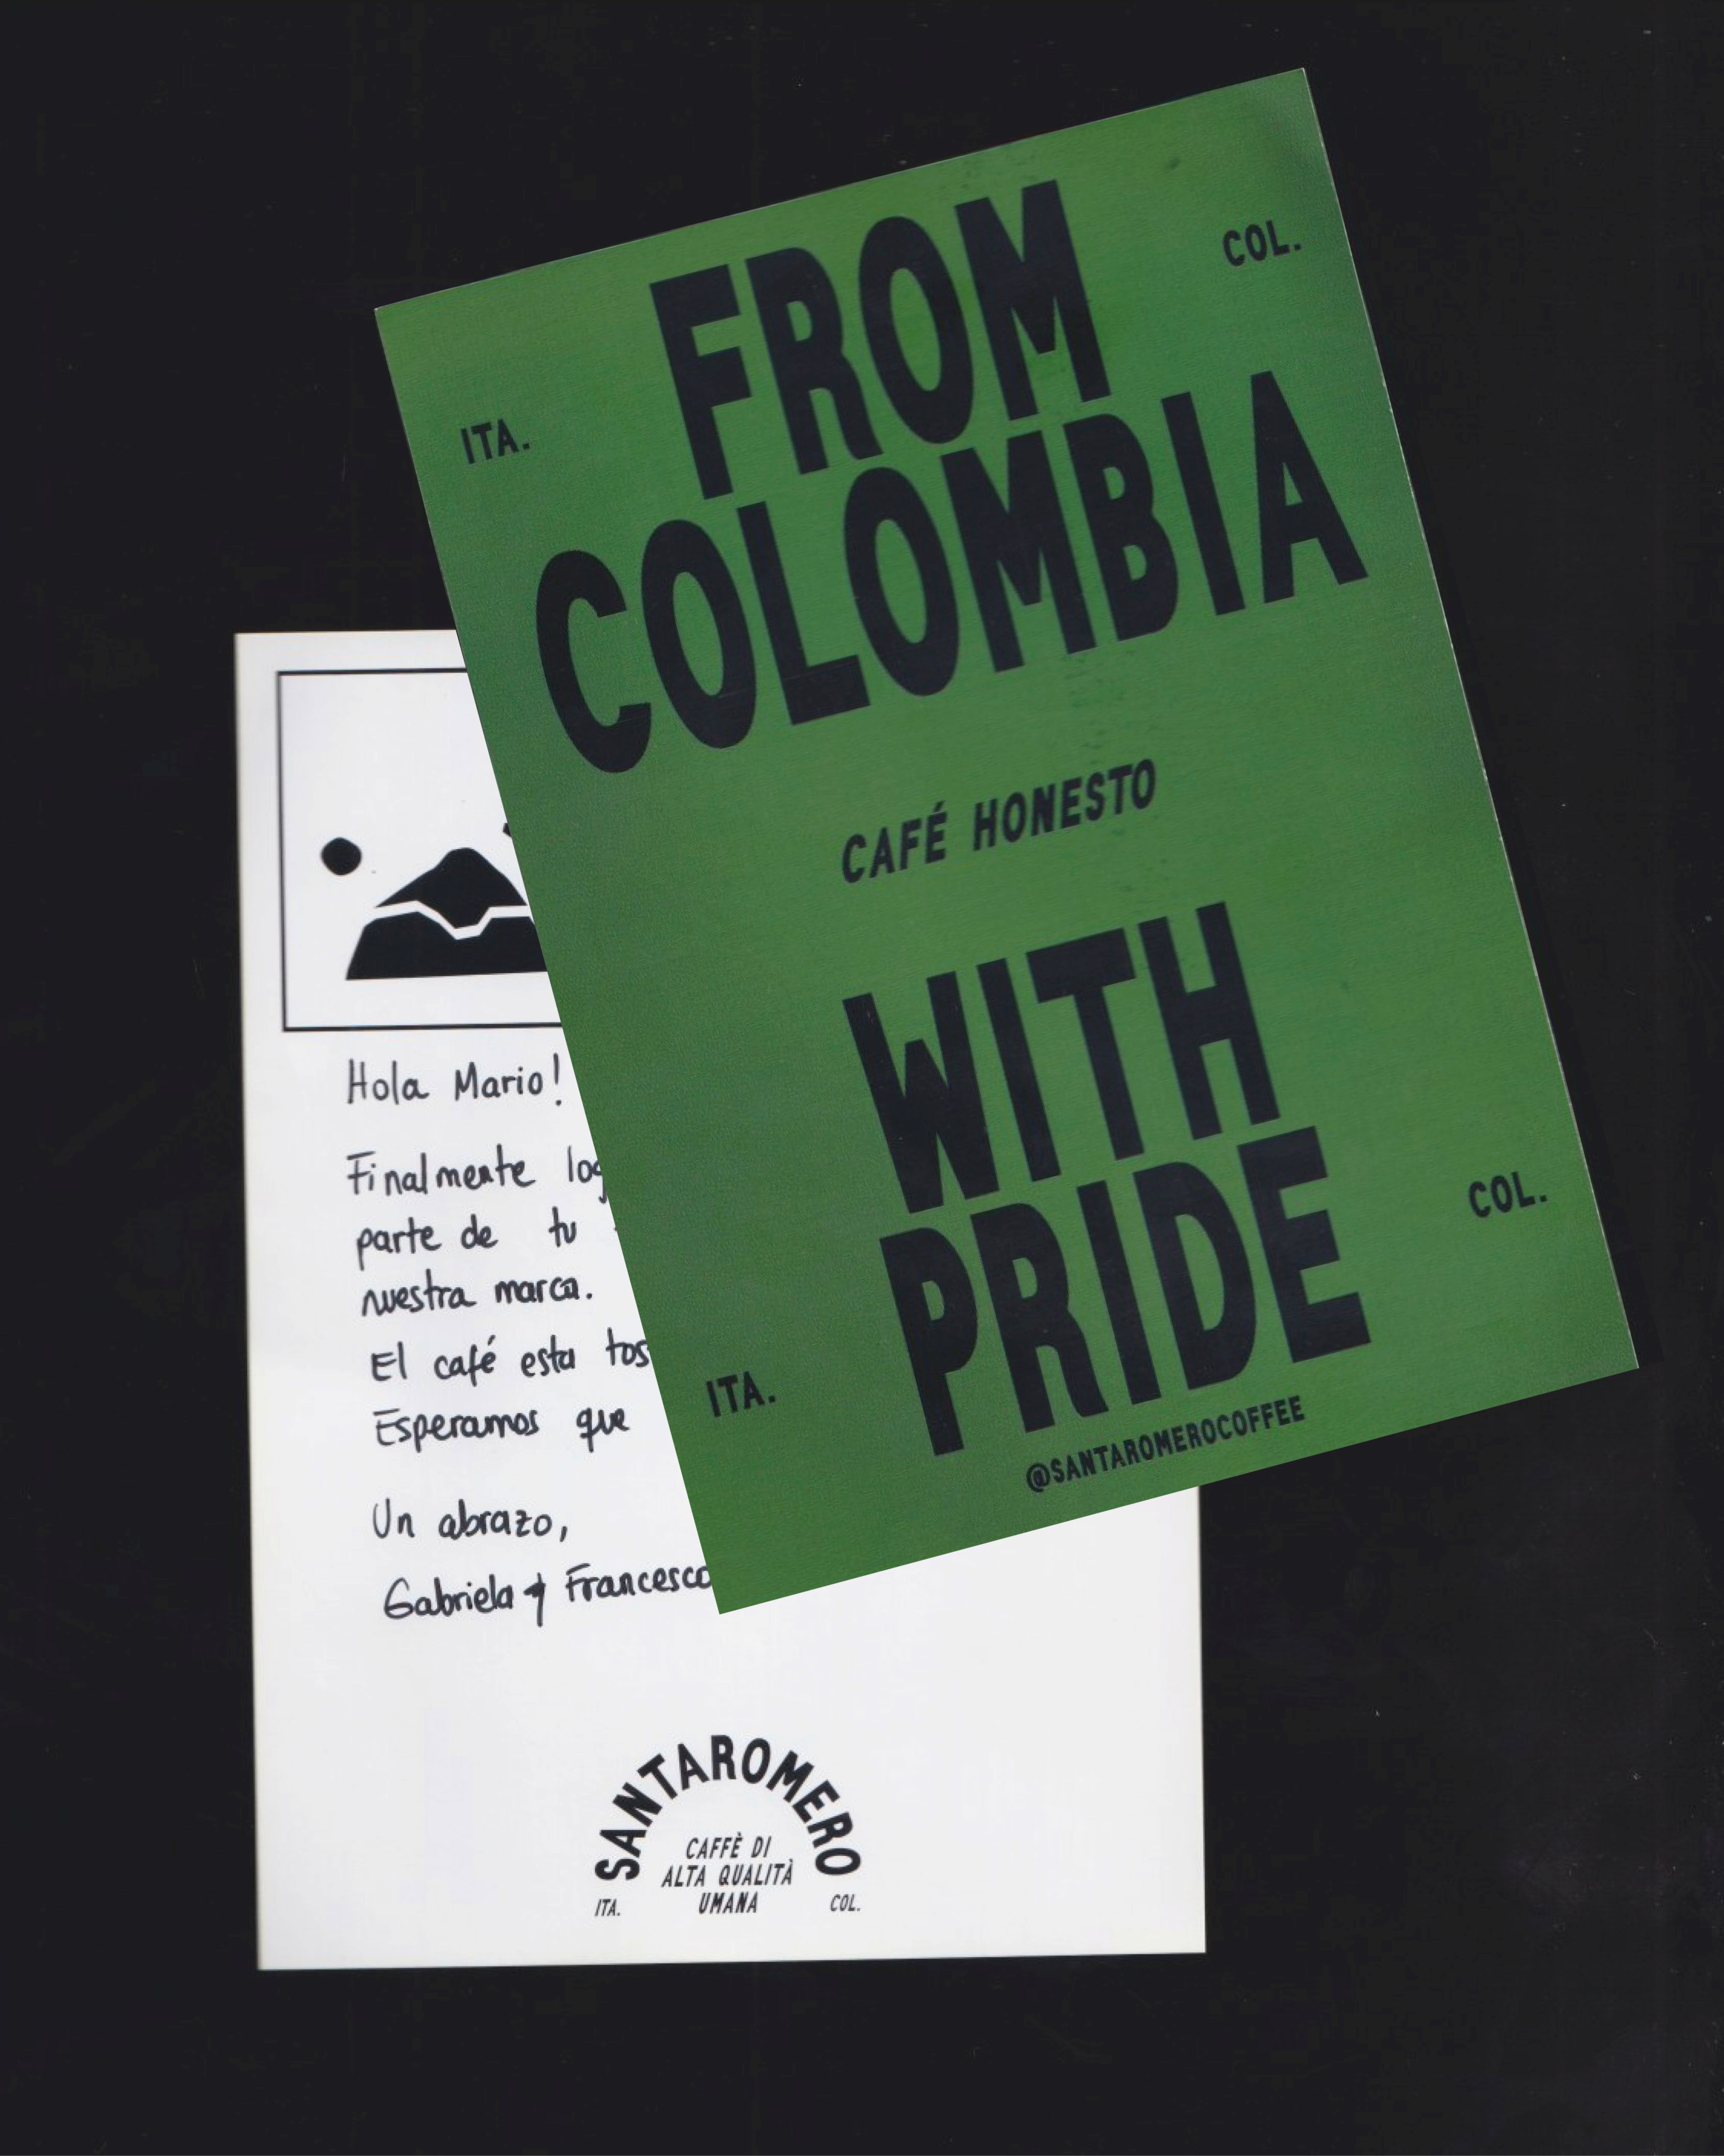 FROM
COL.
ITA.
COLOMBIA
CAFÉ HONESTO
WITH
PRIDE
COL.
ITA.
@SANTAROMEROCOFFEE
Hola Mario!
Finalmente
parte de tu
nuestra marca.
El café esta
Esperamos que
Un abrazo,
Gabriela y Francesco
SANTAROMERO
CAFFÈ DI
ALTA QUALITÀ
UMANA
ITA.
COL.